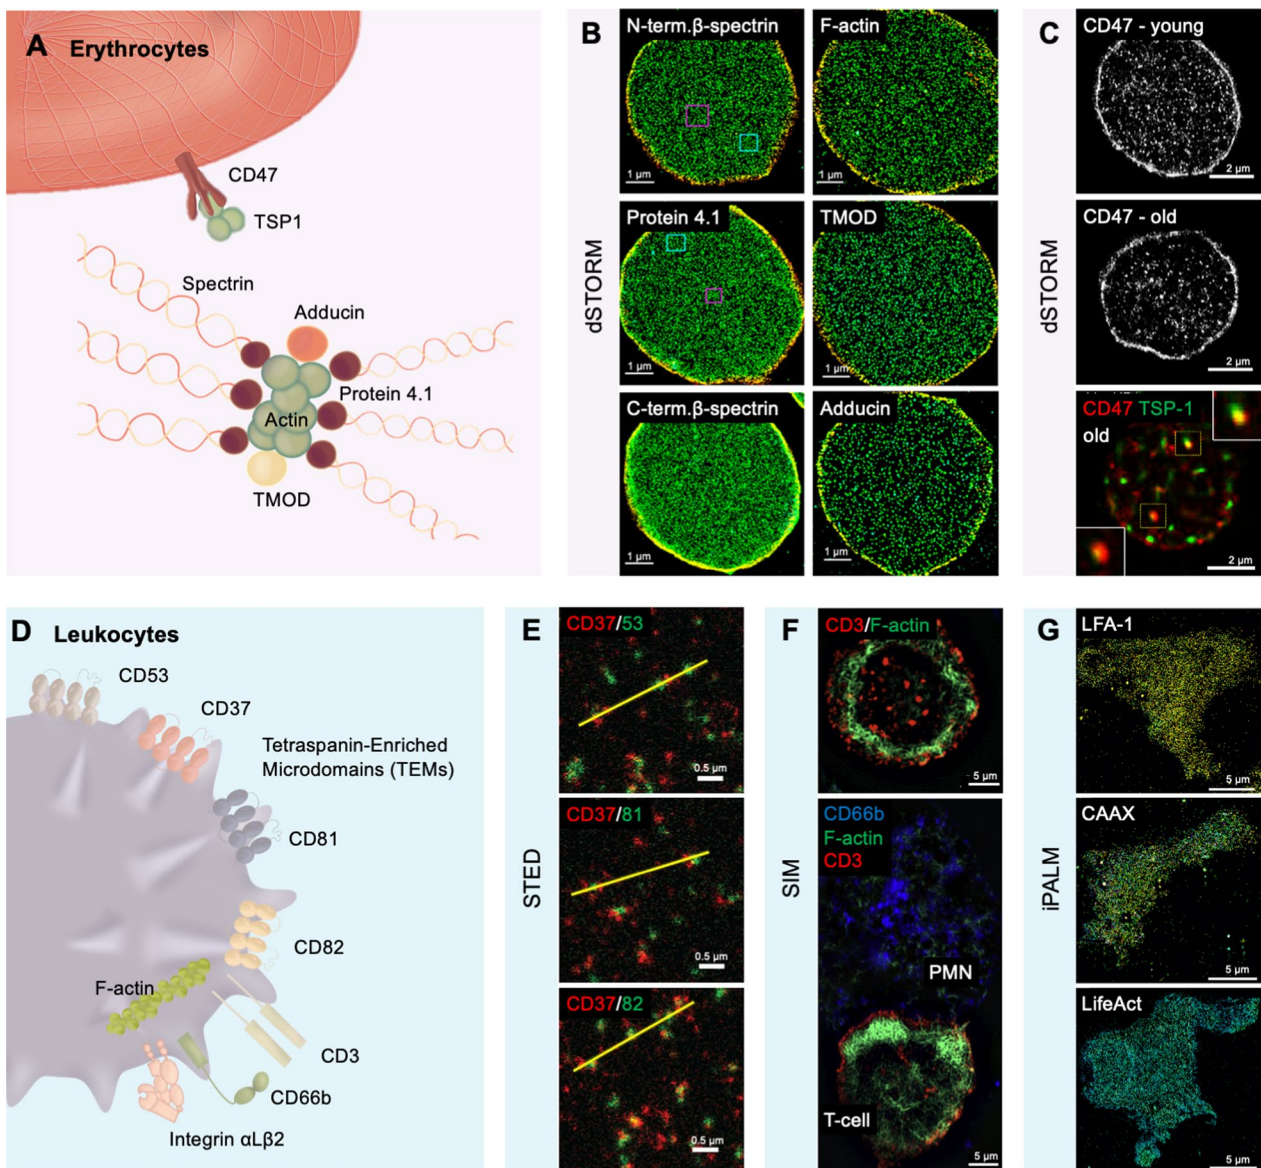 A Erythrocytes
CD47
TSP1
Spectrin
Adducin
Protein 4.1
Actin
TMOD
B
dSTORM
N-term.β-spectrin
1 µm
F-actin
1 µm
Protein 4.1
1 µm
TMOD
1 µm
C-term.β-spectrin
1 µm
Adducin
1 µm
C
dSTORM
CD47 - young
2 µm
CD47 - old
2 µm
CD47 TSP-1
old
2 µm
D Leukocytes
CD53
CD37
Tetraspanin-Enriched
Microdomains (TEMs)
CD81
CD82
F-actin
CD3
CD66b
Integrin αLβ2
E
STED
CD37/53
0.5 µm
CD37/81
0.5 µm
CD37/82
0.5 µm
F
SIM
CD3/F-actin
5 µm
CD66b
F-actin
CD3
PMN
T-cell
5 µm
G
iPALM
LFA-1
5 µm
CAAX
5 µm
LifeAct
5 µm